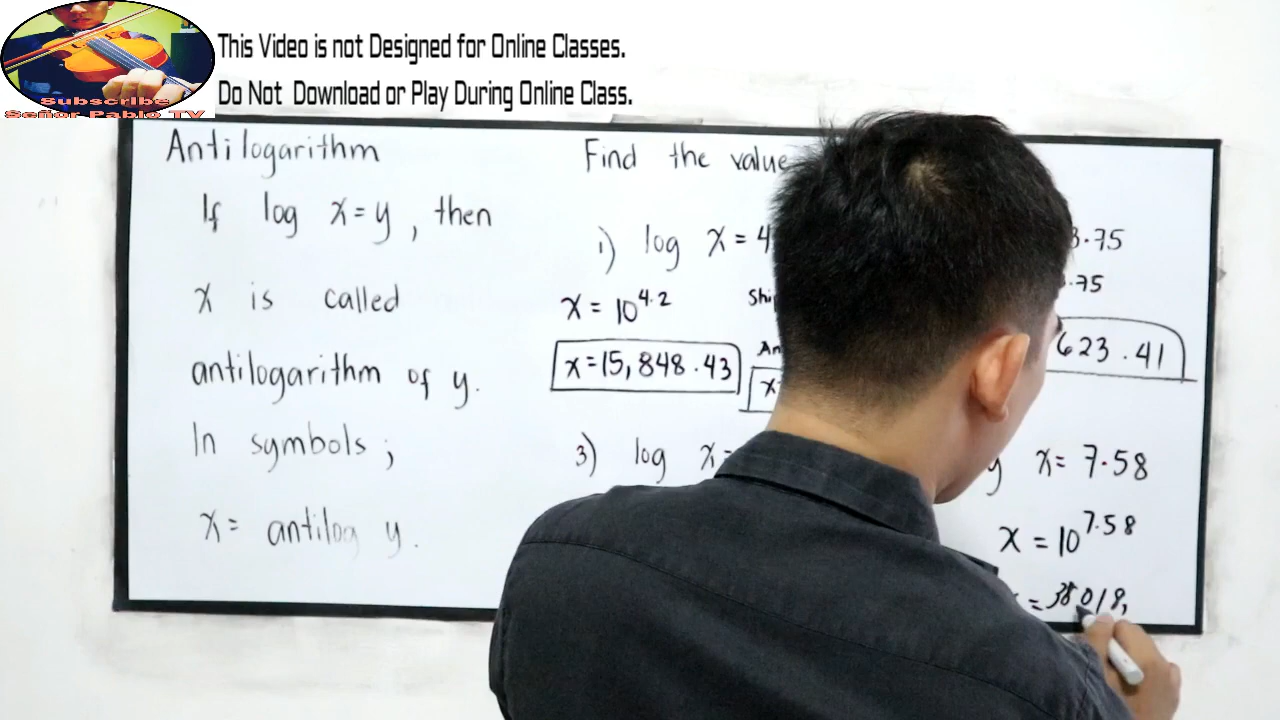 This Video is not Designed for Online Classes.
Do Not Download or Play During Online Class.
Subscribe
Señor Pablo TV
Antilogarithm
If log x = y , then
x is called
antilogarithm of y.
In symbols ;
x = antilog y .
Find the value
1) log x = 4
x = 10^4.2
x = 15,848.43
3) log x =
3.75
.75
623.41
x = 7.58
x = 10^7.58
= 38018,